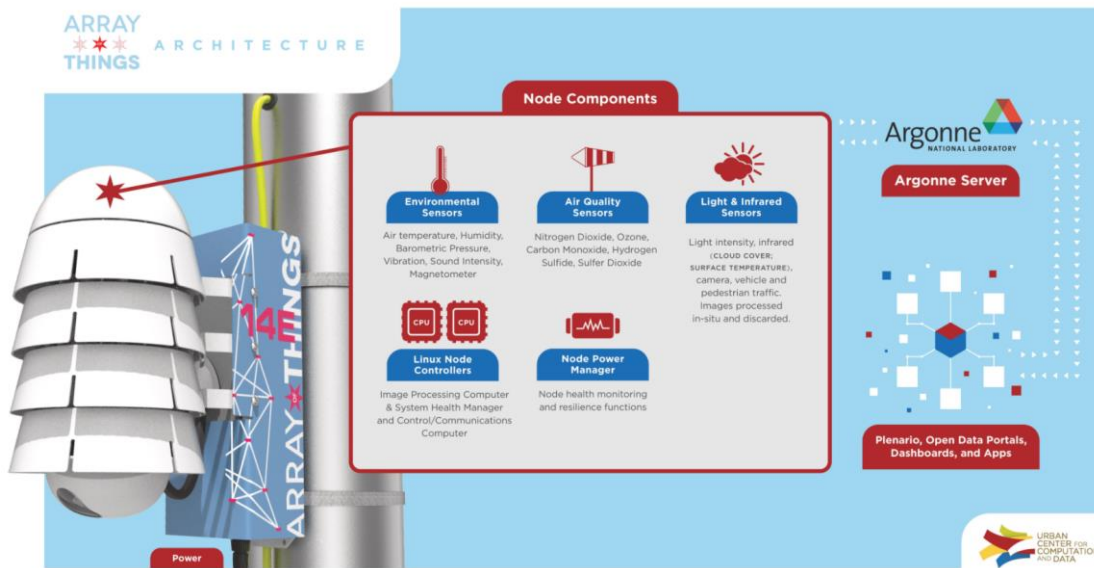 ARRAY
OF
THINGS
ARCHITECTURE
Node Components
Environmental
Sensors
Air temperature, Humidity,
Barometric Pressure,
Vibration, Sound Intensity,
Magnetometer
Air Quality
Sensors
Nitrogen Dioxide, Ozone,
Carbon Monoxide, Hydrogen
Sulfide, Sulfer Dioxide
Light & Infrared
Sensors
Light intensity, infrared
(CLOUD COVER;
SURFACE TEMPERATURE),
camera, vehicle and
pedestrian traffic.
Images processed
in-situ and discarded.
CPU
CPU
Linux Node
Controllers
Image Processing Computer
& System Health Manager
and Control/Communications
Computer
Node Power
Manager
Node health monitoring
and resilience functions
Argonne
NATIONAL LABORATORY
Argonne Server
Plenario, Open Data Portals,
Dashboards, and Apps
14E
ARRAY OF THINGS
Power
URBAN
CENTER FOR
COMPUTATIO
AND DATA